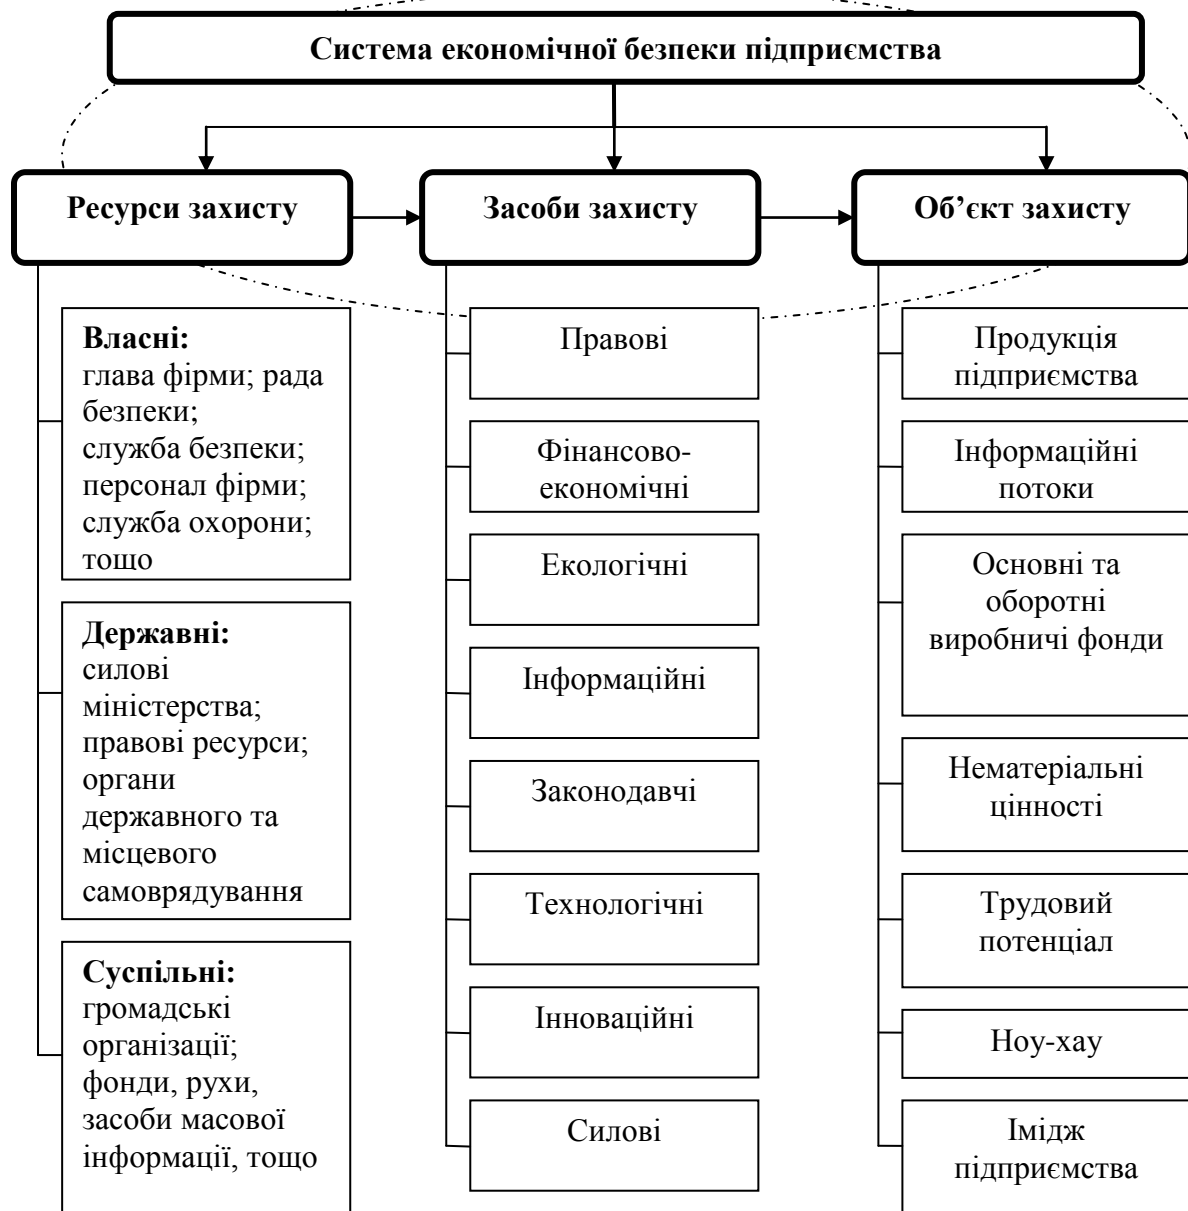 Система економічної безпеки підприємства
Ресурси захисту
Засоби захисту
Об’єкт захисту
Власні:
глава фірми; рада
безпеки;
служба безпеки;
персонал фірми;
служба охорони;
тощо
Державні:
силові
міністерства;
правові ресурси;
органи
державного та
місцевого
самоврядування
Суспільні:
громадські
організації;
фонди, рухи,
засоби масової
інформації, тощо
Правові
Фінансово-
економічні
Екологічні
Інформаційні
Законодавчі
Технологічні
Інноваційні
Силові
Продукція
підприємства
Інформаційні
потоки
Основні та
оборотні
виробничі фонди
Нематеріальні
цінності
Трудовий
потенціал
Ноу-хау
Імідж
підприємства